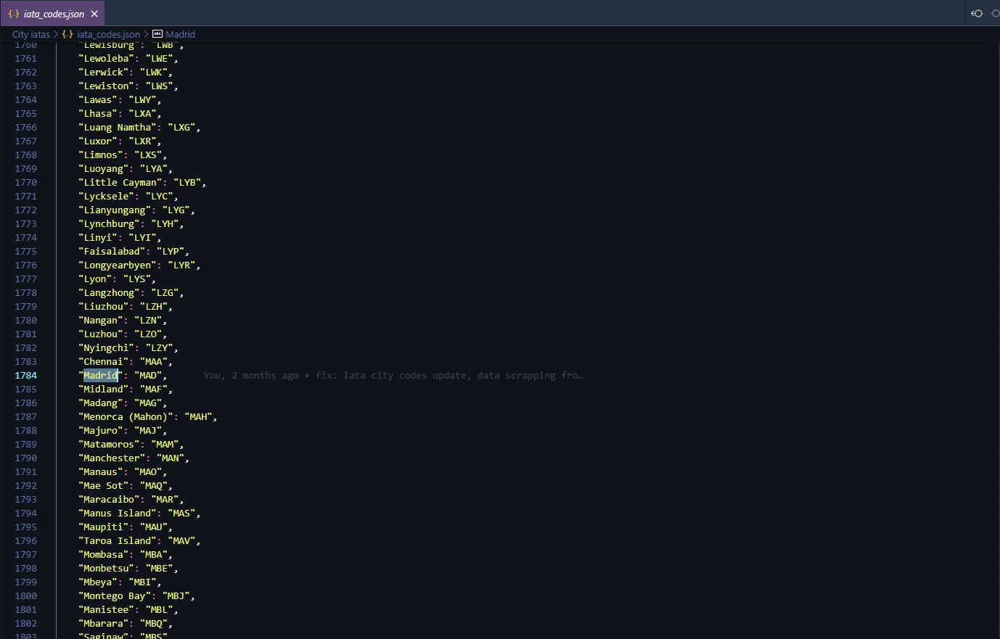 {..} iata_codes.json ×
City iatas > {..} iata_codes.json > abc Madrid
1760 "Lewisburg": "LWB",
1761 "Lewoleba": "LWE",
1762 "Lerwick": "LWK",
1763 "Lewiston": "LWS",
1764 "Lawas": "LWY",
1765 "Lhasa": "LXA",
1766 "Luang Namtha": "LXG",
1767 "Luxor": "LXR",
1768 "Limnos": "LXS",
1769 "Luoyang": "LYA",
1770 "Little Cayman": "LYB",
1771 "Lycksele": "LYC",
1772 "Lianyungang": "LYG",
1773 "Lynchburg": "LYH",
1774 "Linyi": "LYI",
1775 "Faisalabad": "LYP",
1776 "Longyearbyen": "LYR",
1777 "Lyon": "LYS",
1778 "Langzhong": "LZG",
1779 "Liuzhou": "LZH",
1780 "Nangan": "LZN",
1781 "Luzhou": "LZO",
1782 "Nyingchi": "LZY",
1783 "Chennai": "MAA",
1784 "Madrid": "MAD", You, 2 months ago • fix: Iata city codes update, data scrapping fro…
1785 "Midland": "MAF",
1786 "Madang": "MAG",
1787 "Menorca (Mahon)": "MAH",
1788 "Majuro": "MAJ",
1789 "Matamoros": "MAM",
1790 "Manchester": "MAN",
1791 "Manaus": "MAO",
1792 "Mae Sot": "MAQ",
1793 "Maracaibo": "MAR",
1794 "Manus Island": "MAS",
1795 "Maupiti": "MAU",
1796 "Taroa Island": "MAV",
1797 "Mombasa": "MBA",
1798 "Monbetsu": "MBE",
1799 "Mbeya": "MBI",
1800 "Montego Bay": "MBJ",
1801 "Manistee": "MBL",
1802 "Mbarara": "MBQ",
1803 "Saginaw": "MBS"